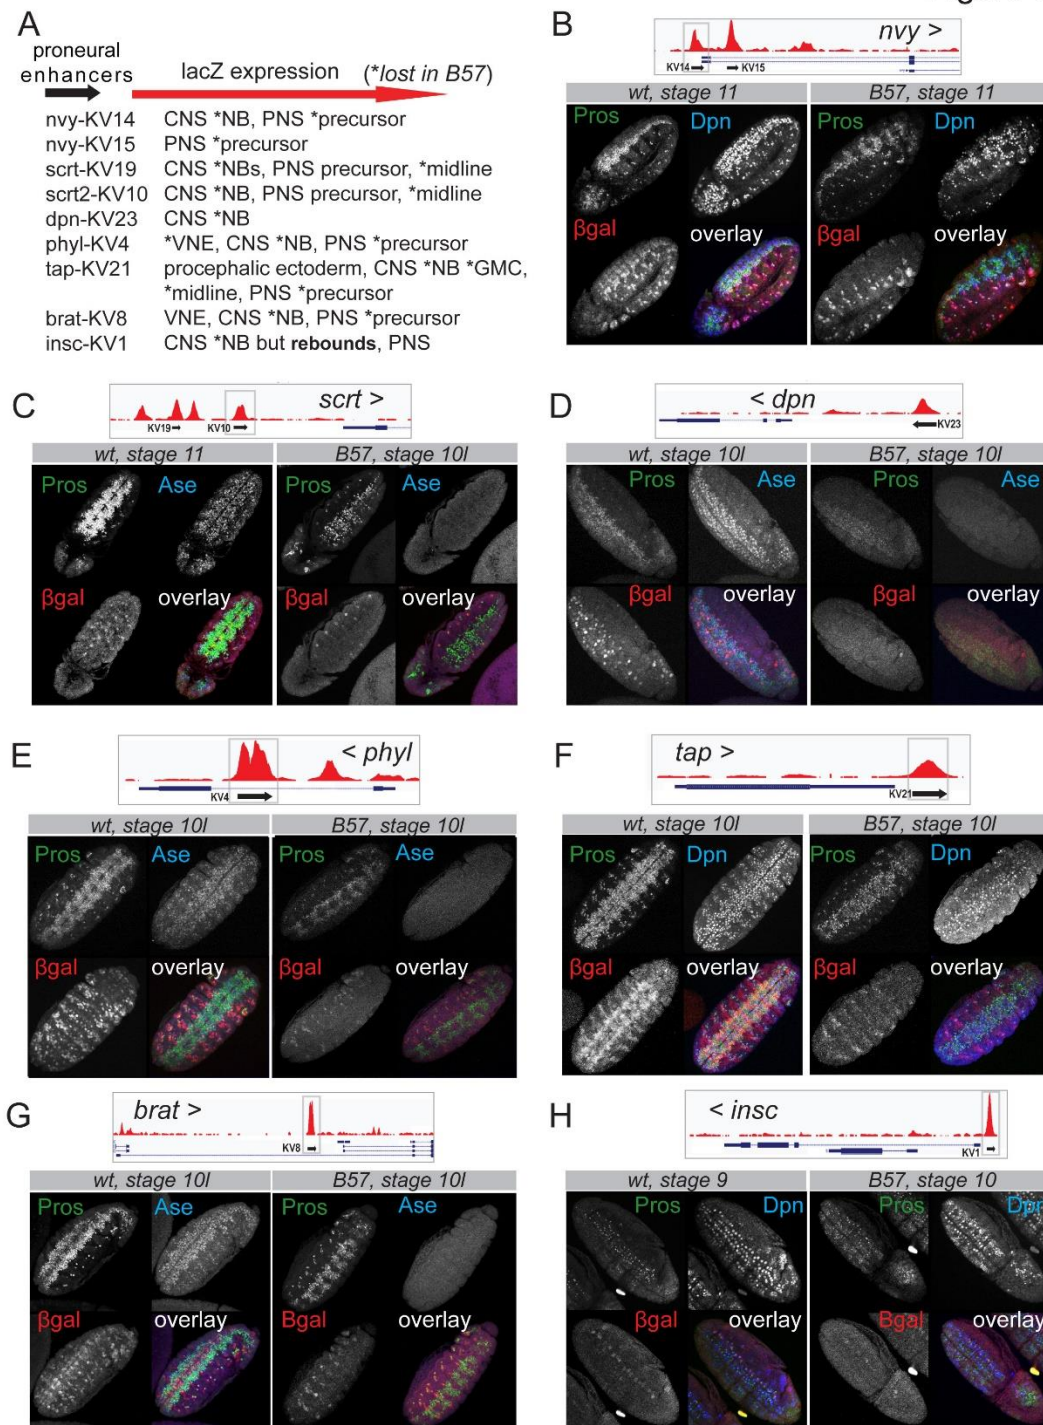 A
proneural
enhancers
lacZ expression
(*lost in B57)
nvy-KV14 CNS *NB, PNS *precursor
nvy-KV15 PNS *precursor
scrt-KV19 CNS *NBs, PNS precursor, *midline
scrt2-KV10 CNS *NB, PNS precursor, *midline
dpn-KV23 CNS *NB
phyl-KV4 *VNE, CNS *NB, PNS *precursor
tap-KV21 procephalic ectoderm, CNS *NB *GMC,
*midline, PNS *precursor
brat-KV8 VNE, CNS *NB, PNS *precursor
insc-KV1 CNS *NB but rebounds, PNS
B
nvy >
KV14 KV15
wt, stage 11 B57, stage 11
Pros Dpn Pros Dpn
βgal overlay βgal overlay
C
scrt >
KV19 KV10
wt, stage 11 B57, stage 10l
Pros Ase Pros Ase
βgal overlay βgal overlay
D
< dpn
KV23
wt, stage 10l B57, stage 10l
Pros Ase Pros Ase
βgal overlay βgal overlay
E
< phyl
KV4
wt, stage 10l B57, stage 10l
Pros Ase Pros Ase
βgal overlay βgal overlay
F
tap >
KV21
wt, stage 10l B57, stage 10l
Pros Dpn Pros Dpn
βgal overlay βgal overlay
G
brat >
KV8
wt, stage 10l B57, stage 10l
Pros Ase Pros Ase
βgal overlay Bgal overlay
H
< insc
KV1
wt, stage 9 B57, stage 10
Pros Dpn Pros Dpn
βgal overlay Bgal overlay